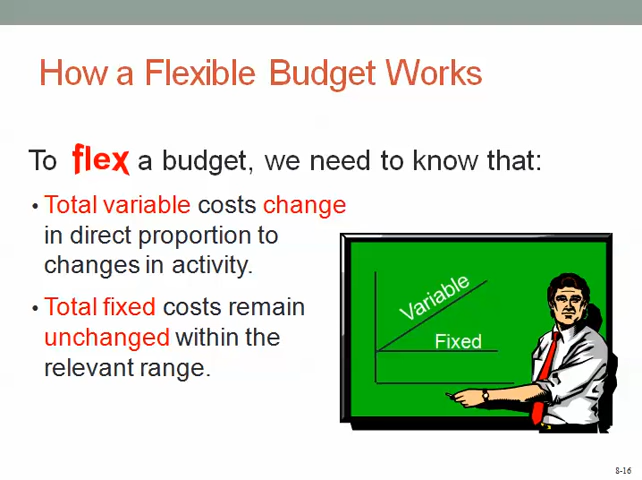 How a Flexible Budget Works
To flex a budget, we need to know that:
• Total variable costs change
in direct proportion to
changes in activity.
• Total fixed costs remain
unchanged within the
relevant range.
Variable
Fixed
8-16